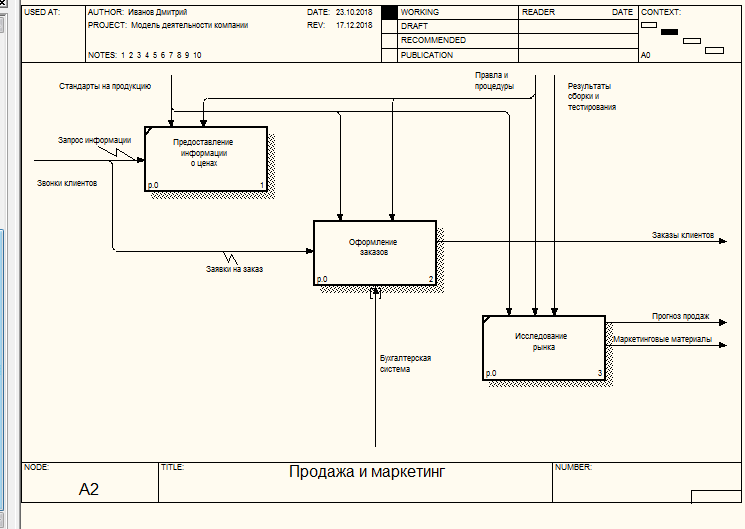 USED AT:
AUTHOR: Иванов Дмитрий
DATE: 23.10.2018
PROJECT: Модель деятельности компании
REV: 17.12.2018
NOTES: 1 2 3 4 5 6 7 8 9 10
WORKING
DRAFT
RECOMMENDED
PUBLICATION
READER
DATE
CONTEXT:
A0
Стандарты на продукцию
Правла и
процедуры
Результаты
сборки и
тестирования
Запрос информации
Звонки клиентов
Предоставление
информации
о ценах
р.0
1
Заявки на заказ
Оформление
заказов
р.0
2
Заказы клиентов
Бухгалтерская
система
Исследование
рынка
р.0
3
Прогноз продаж
Маркетинговые материалы
NODE:
A2
TITLE:
Продажа и маркетинг
NUMBER: